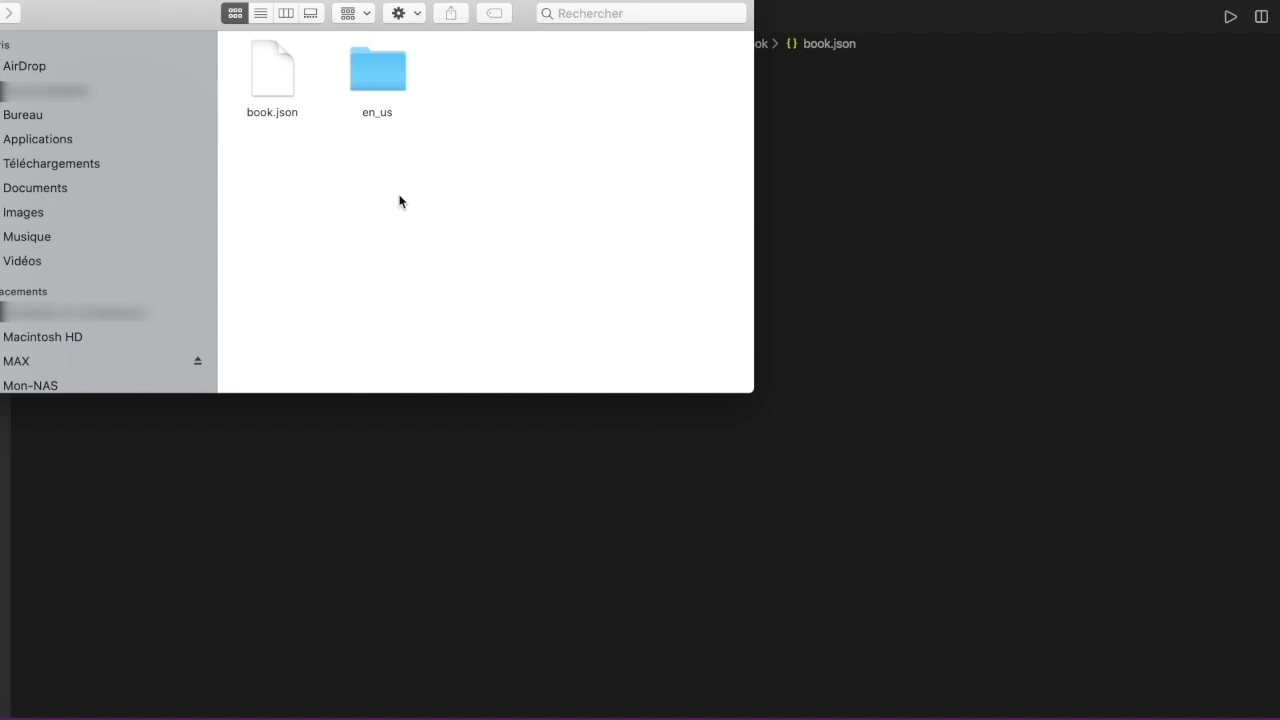 Rechercher
ok > {} book.json
ris
AirDrop
Bureau
Applications
Téléchargements
Documents
Images
Musique
Vidéos
acements
Macintosh HD
MAX
Mon-NAS
book.json
en_us